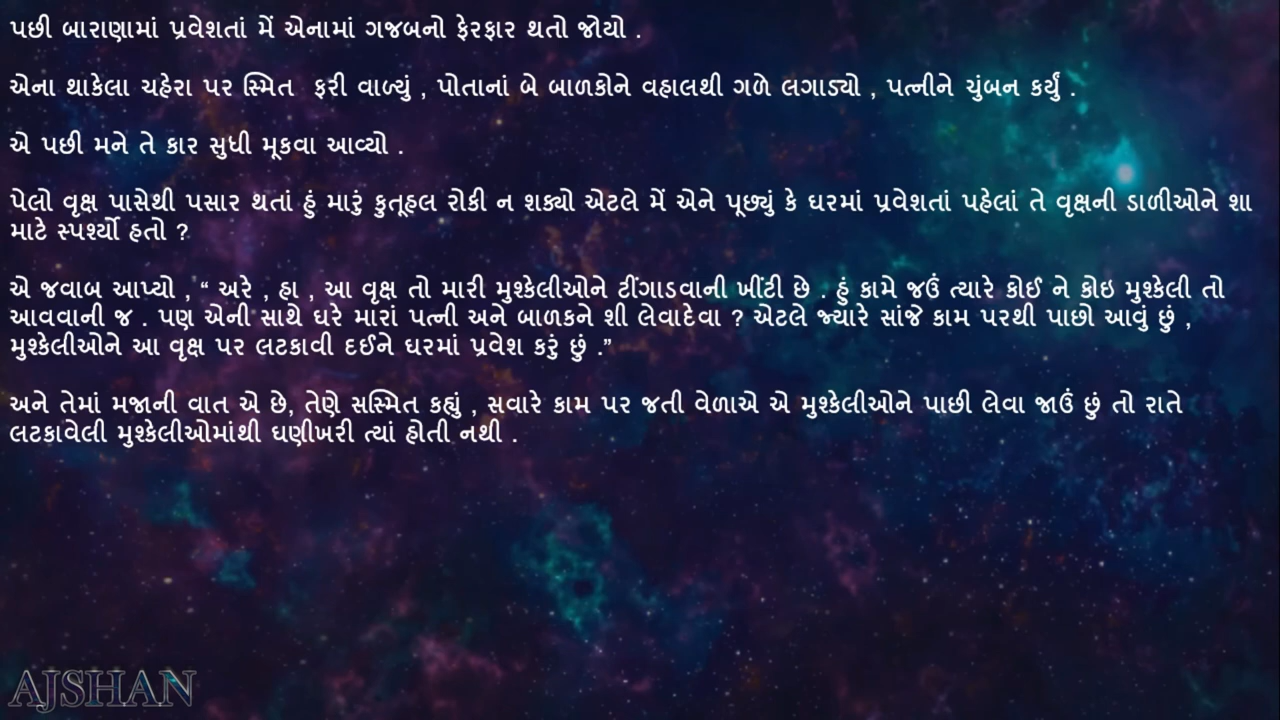 પછી બારાણામાં પ્રવેશતાં મેં એનામાં ગજબનો ફેરફાર થતો જોયો .
એના થાકેલા ચહેરા પર સ્મિત ફરી વાળ્યું , પોતાનાં બે બાળકોને વહાલથી ગળે લગાડ્યો , પત્નીને ચુંબન કર્યું .
એ પછી મને તે કાર સુધી મૂકવા આવ્યો .
પેલો વૃક્ષ પાસેથી પસાર થતાં હું મારું કુતૂહલ રોકી ન શક્યો એટલે મેં એને પૂછ્યું કે ઘરમાં પ્રવેશતાં પહેલાં તે વૃક્ષની ડાળીઓને શા
માટે સ્પર્શ્યો હતો ?
એ જવાબ આપ્યો , “ અરે , હા , આ વૃક્ષ તો મારી મુશ્કેલીઓને ટીંગાડવાની ખીંટી છે . હું કામે જઉં ત્યારે કોઈ ને કોઇ મુશ્કેલી તો
આવવાની જ . પણ એની સાથે ઘરે મારાં પત્ની અને બાળકને શી લેવાદેવા ? એટલે જ્યારે સાંજે કામ પરથી પાછો આવું છું ,
મુશ્કેલીઓને આ વૃક્ષ પર લટકાવી દઈને ઘરમાં પ્રવેશ કરું છું .”
અને તેમાં મજાની વાત એ છે, તેણે સસ્મિત કહ્યું , સવારે કામ પર જતી વેળાએ એ મુશ્કેલીઓને પાછી લેવા જાઉં છું તો રાતે
લટકાવેલી મુશ્કેલીઓમાંથી ઘણીખરી ત્યાં હોતી નથી .
AJSHAN